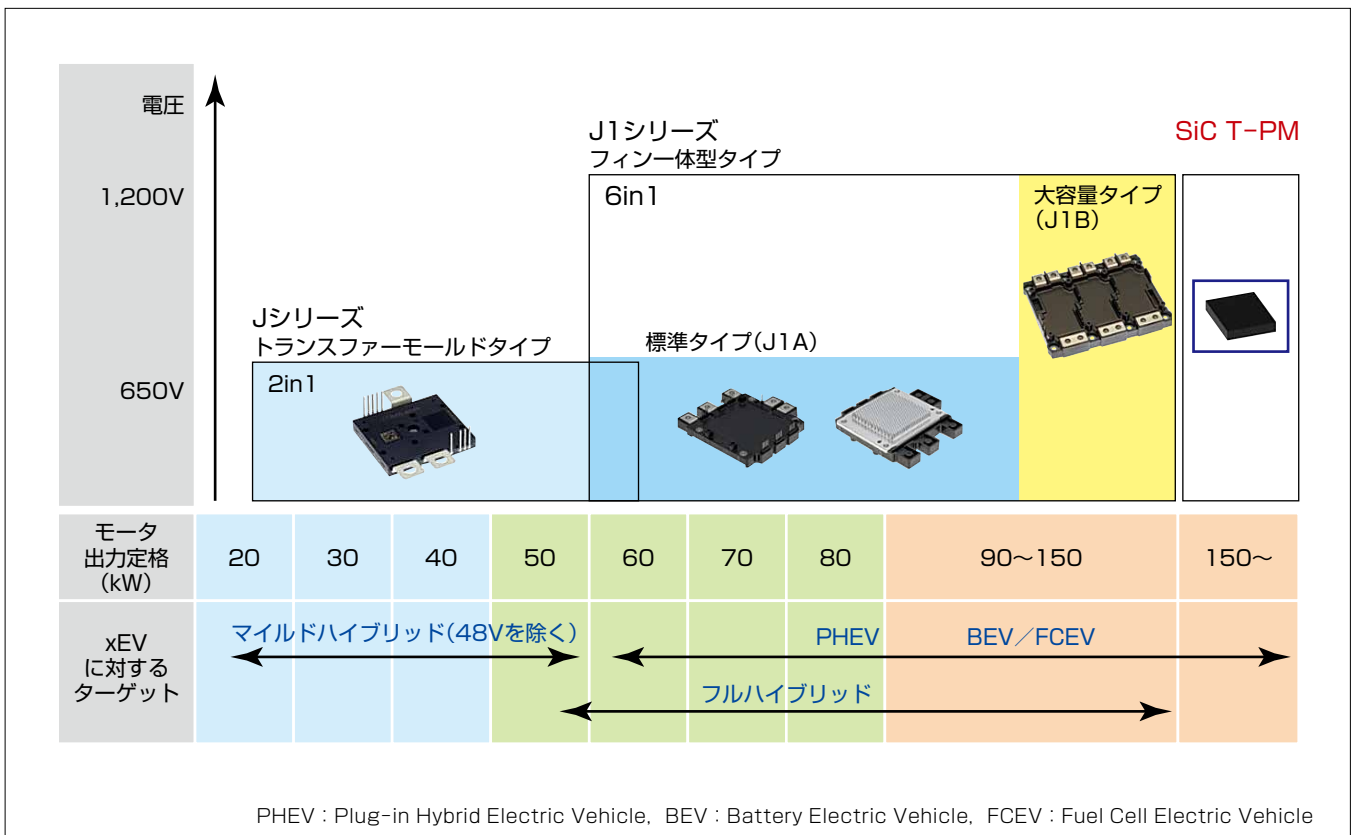 電圧
1,200V
650V
J1シリーズ
フィン一体型タイプ
6in1
SiC T-PM
大容量タイプ
(J1B)
Jシリーズ
トランスファーモールドタイプ
2in1
標準タイプ(J1A)
モータ
出力定格
(kW)
20 30 40 50 60 70 80 90~150 150~
xEV
に対する
ターゲット
マイルドハイブリッド(48Vを除く)
PHEV BEV/FCEV
フルハイブリッド
PHEV:Plug-in Hybrid Electric Vehicle, BEV:Battery Electric Vehicle, FCEV:Fuel Cell Electric Vehicle